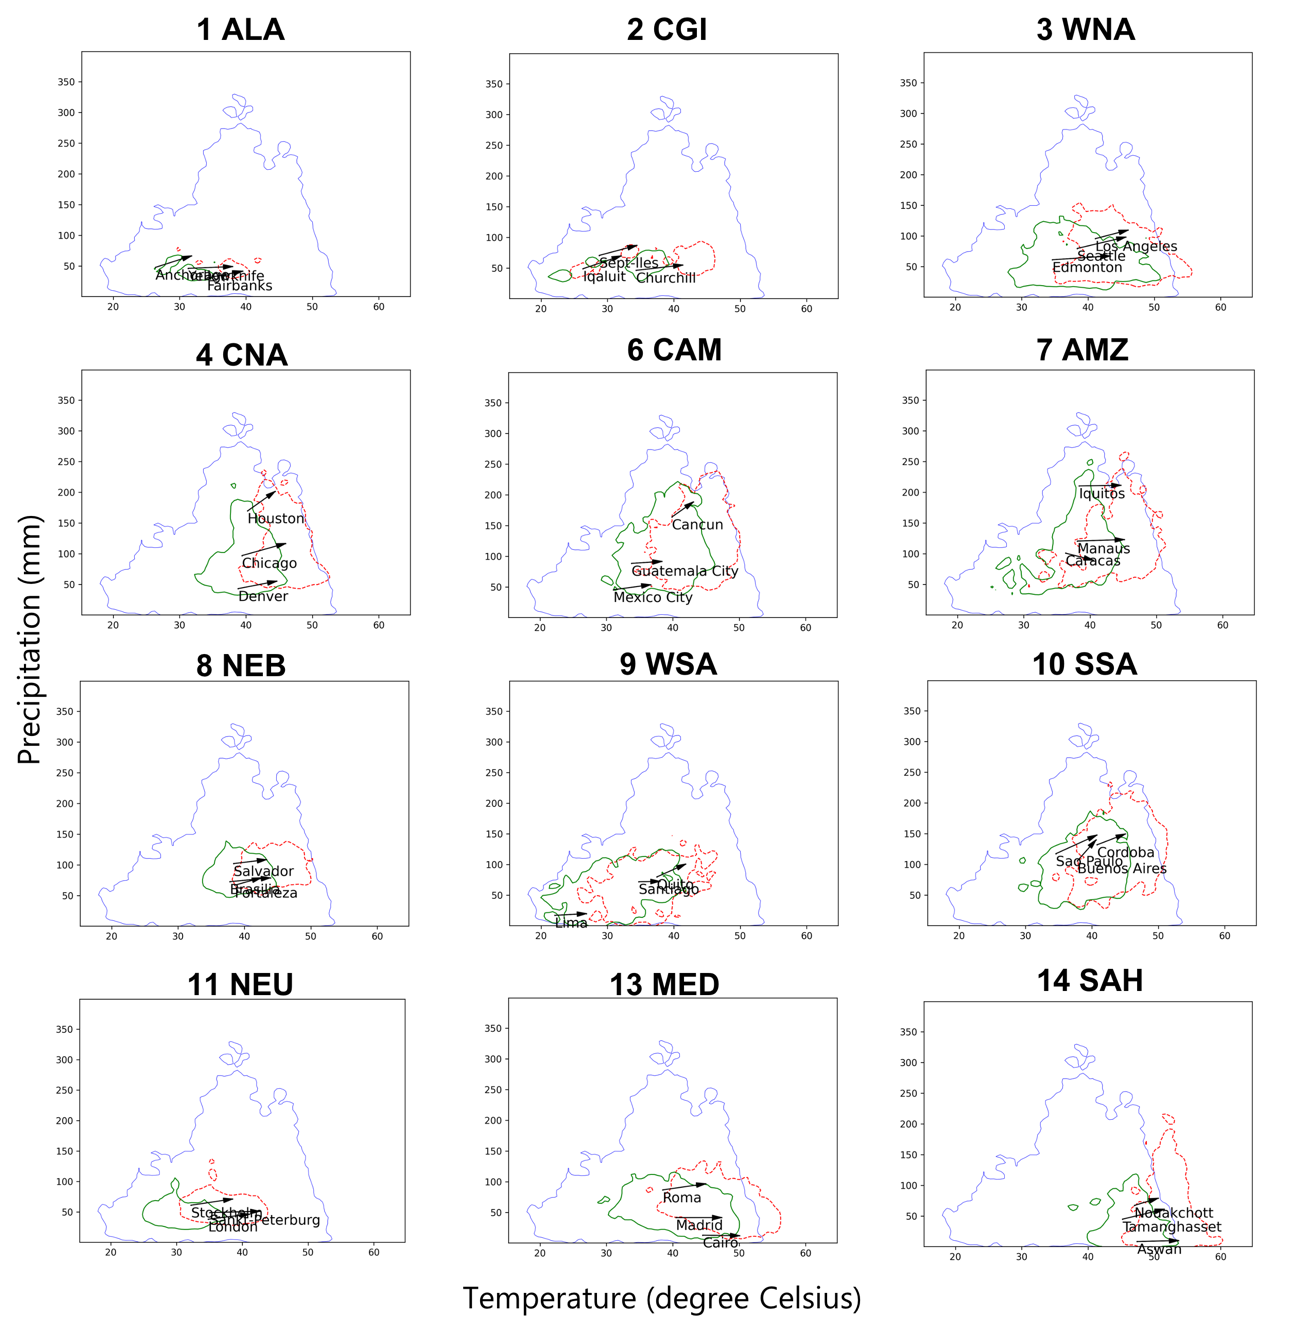 1 ALA
2 CGI
3 WNA
350
300
250
200
150
100
50
20 30 40 50 60
Anchorage
Yellowknife
Fairbanks
350
300
250
200
150
100
50
20 30 40 50 60
Sept-Iles
Iqaluit
Churchill
350
300
250
200
150
100
50
20 30 40 50 60
Los Angeles
Seattle
Edmonton
4 CNA
6 CAM
7 AMZ
350
300
250
200
150
100
50
20 30 40 50 60
Houston
Chicago
Denver
350
300
250
200
150
100
50
20 30 40 50 60
Cancun
Guatemala City
Mexico City
350
300
250
200
150
100
50
20 30 40 50 60
Iquitos
Manaus
Caracas
Precipitation (mm)
8 NEB
9 WSA
10 SSA
350
300
250
200
150
100
50
20 30 40 50 60
Salvador
Brasilia
Fortaleza
350
300
250
200
150
100
50
20 30 40 50 60
Quito
Santiago
Lima
350
300
250
200
150
100
50
20 30 40 50 60
Cordoba
Sao Paulo
Buenos Aires
11 NEU
13 MED
14 SAH
350
300
250
200
150
100
50
20 30 40 50 60
Stockholm
Sankt-Peterburg
London
350
300
250
200
150
100
50
20 30 40 50 60
Roma
Madrid
Cairo
350
300
250
200
150
100
50
20 30 40 50 60
Nouakchott
Tamanghasset
Aswan
Temperature (degree Celsius)